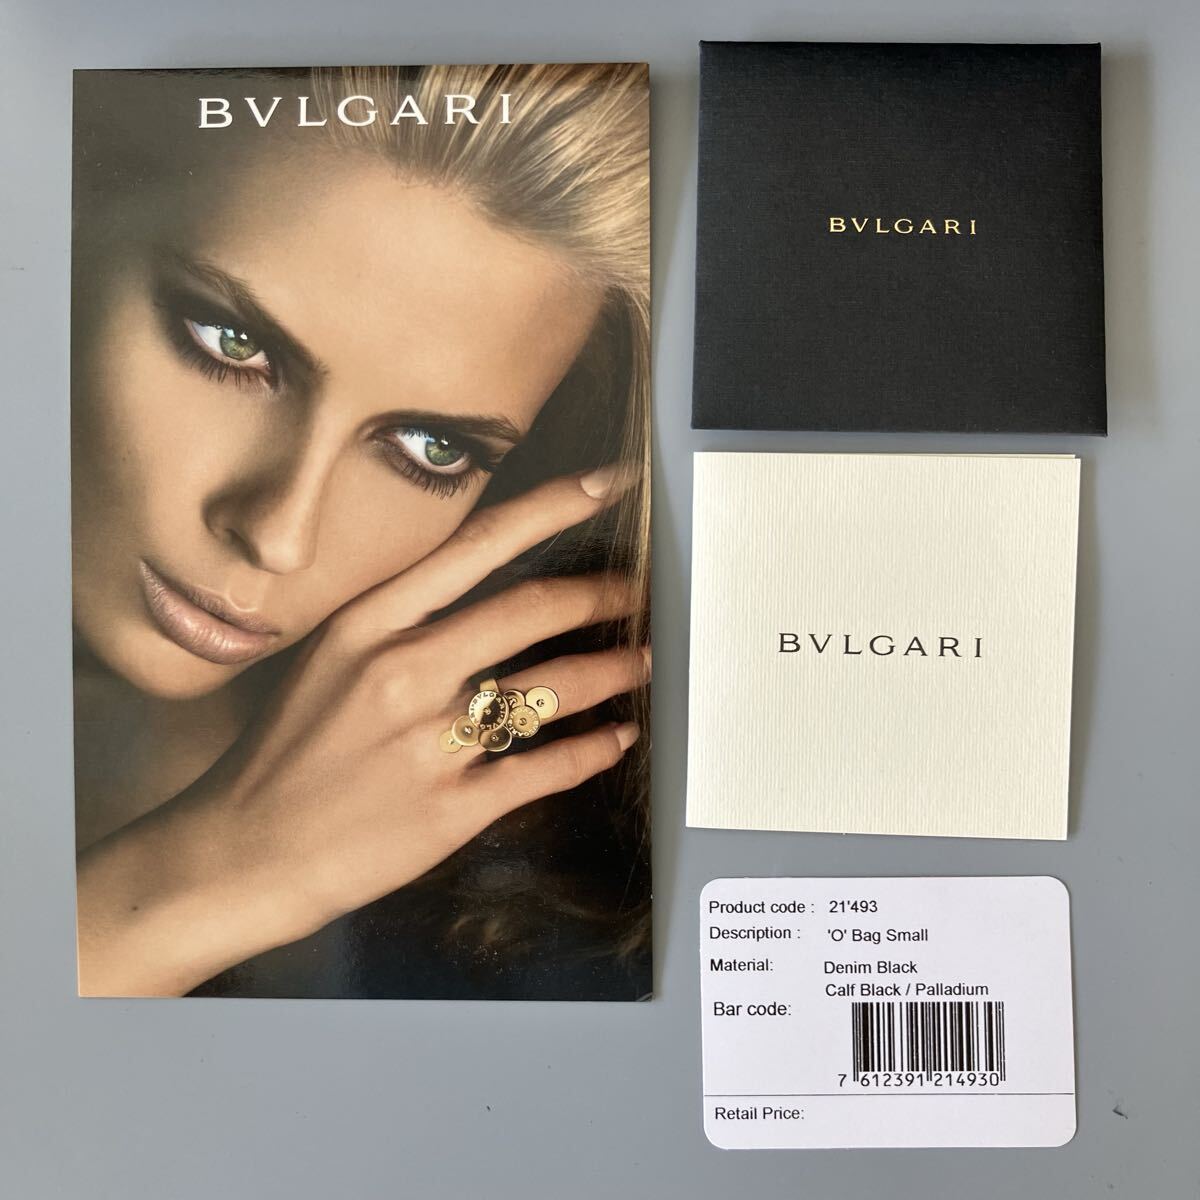 BVLGARI
BVLGARI
BVLGARI
Product code : 21'493
Description : 'O' Bag Small
Material: Denim Black
Calf Black / Palladium
Bar code:
7 612391 214930
Retail Price: